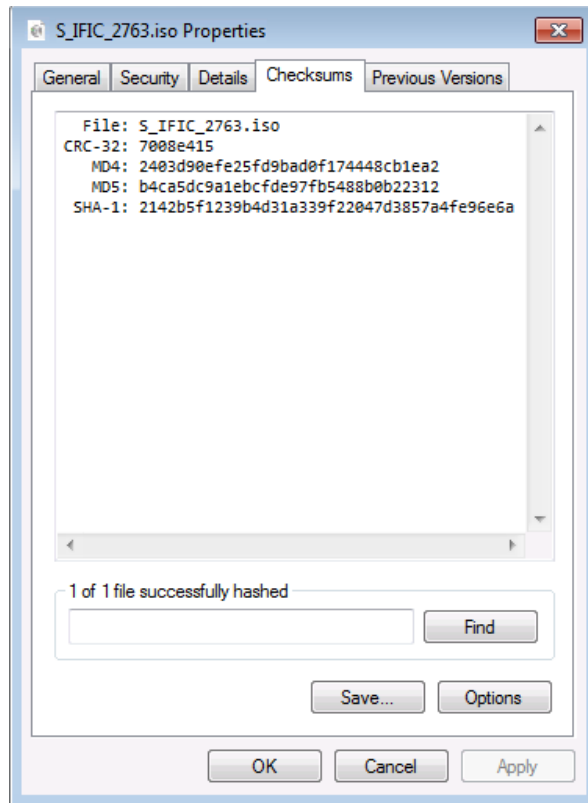 S_IFIC_2763.iso Properties
General Security Details Checksums Previous Versions
File: S_IFIC_2763.iso
CRC-32: 7008e415
MD4: 2403d90efe25fd9bad0f174448cb1ea2
MD5: b4ca5dc9a1ebcfde97fb5488b0b22312
SHA-1: 2142b5f1239b4d31a339f22047d3857a4fe96e6a
1 of 1 file successfully hashed
Find
Save... Options
OK Cancel Apply